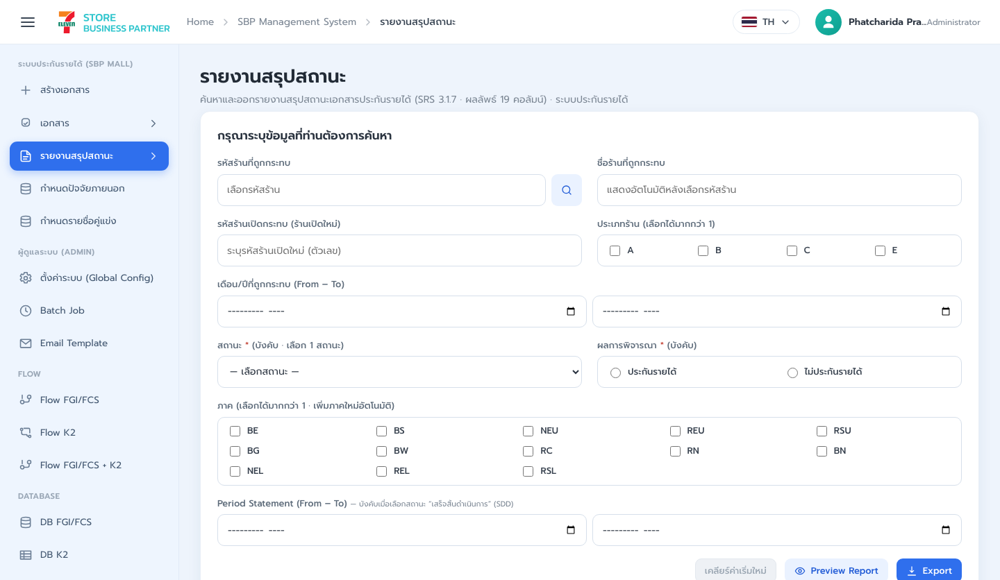 STORE
BUSINESS PARTNER
ELEVEN
Home
SBP Management System
รายงานสรุปสถานะ
TH
Phatcharida Pra...
Administrator
ระบบประกันรายได้ (SBP MALL)
สร้างเอกสาร
เอกสาร
รายงานสรุปสถานะ
กำหนดปัจจัยภายนอก
กำหนดรายชื่อคู่แข่ง
ผู้ดูแลระบบ (ADMIN)
ตั้งค่าระบบ (Global Config)
Batch Job
Email Template
FLOW
Flow FGI/FCS
Flow K2
Flow FGI/FCS + K2
DATABASE
DB FGI/FCS
DB K2
รายงานสรุปสถานะ
ค้นหาและออกรายงานสรุปสถานะเอกสารประกันรายได้ (SRS 3.1.7 · ผลลัพธ์ 19 คอลัมน์) · ระบบประกันรายได้
กรุณาระบุข้อมูลที่ท่านต้องการค้นหา
รหัสร้านที่ถูกกระทบ
ชื่อร้านที่ถูกกระทบ
เลือกรหัสร้าน
แสดงอัตโนมัติหลังเลือกรหัสร้าน
รหัสร้านเปิดกระทบ (ร้านเปิดใหม่)
ประเภทร้าน (เลือกได้มากกว่า 1)
ระบุรหัสร้านเปิดใหม่ (ตัวเลข)
A B C E
เดือน/ปีที่ถูกกระทบ (From – To)
--------- ----
--------- ----
สถานะ * (บังคับ · เลือก 1 สถานะ)
ผลการพิจารณา * (บังคับ)
— เลือกสถานะ —
ประกันรายได้ ไม่ประกันรายได้
ภาค (เลือกได้มากกว่า 1 · เพิ่มภาคใหม่อัตโนมัติ)
BE BS NEU REU RSU
BG BW RC RN BN
NEL REL RSL
Period Statement (From – To) — บังคับเมื่อเลือกสถานะ "เสร็จสิ้นดำเนินการ" (SDD)
--------- ----
--------- ----
เคลียร์ค่าเริ่มใหม่
Preview Report
Export